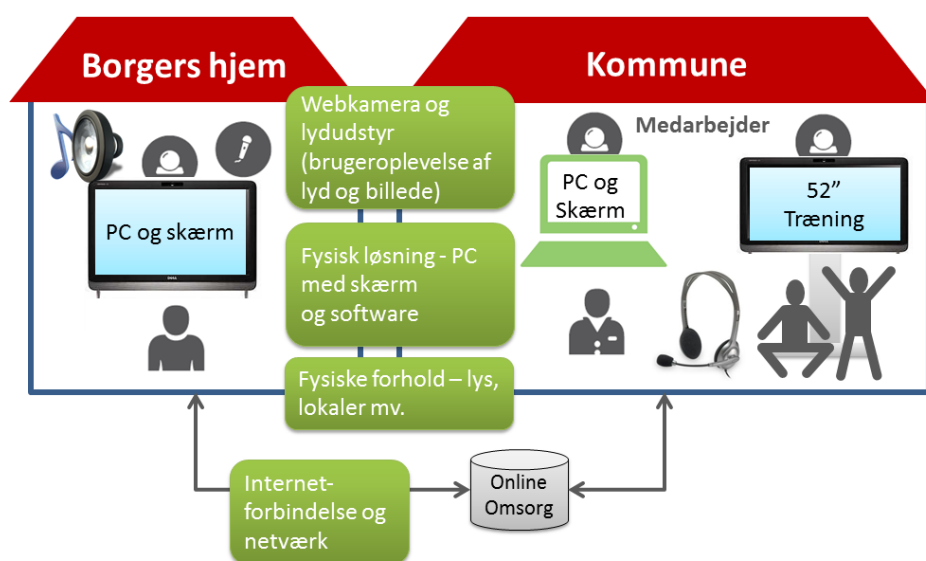 Borgers hjem
Kommune
Webkamera og
lydudstyr
(brugeroplevelse af
lyd og billede)
Medarbejder
PC og skærm
PC og
Skærm
52”
Træning
Fysisk løsning - PC
med skærm
og software
Fysiske forhold – lys,
lokaler mv.
Internet-
forbindelse og
netværk
Online
Omsorg